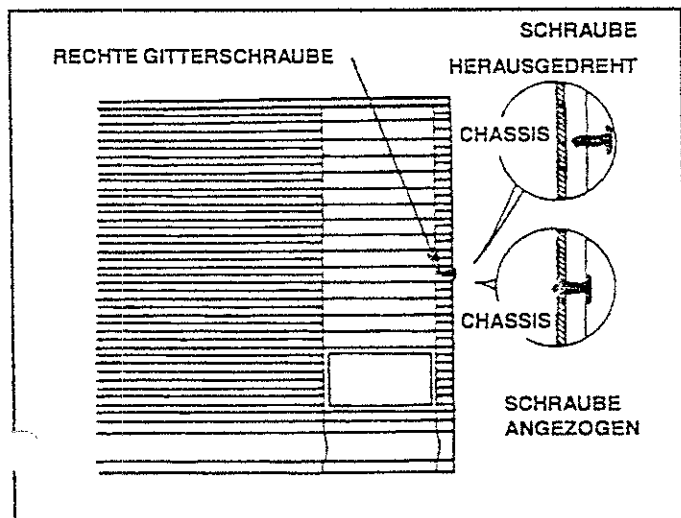 SCHRAUBE
HERAUSGEDREHT
RECHTE GITTERSCHRAUBE
CHASSIS
CHASSIS
SCHRAUBE
ANGEZOGEN